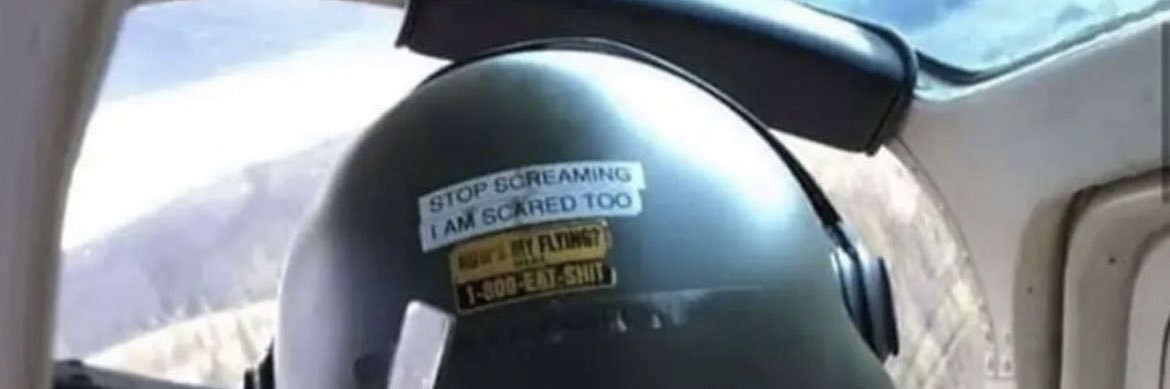 STOP SCREAMING
I AM SCARED TOO
HOW'S MY FLYING?
1-800-EAT-SHIT